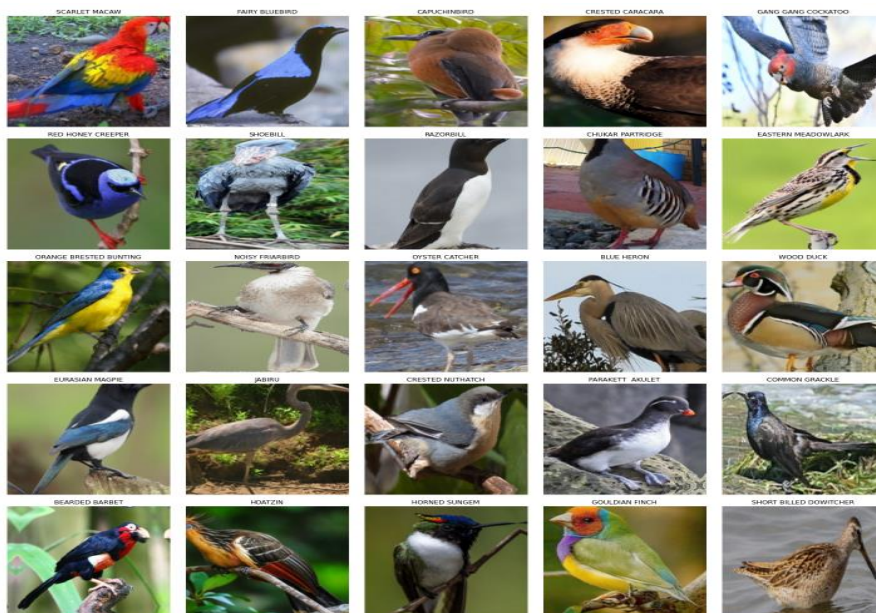 SCARLET MACAW
FAIRY BLUEBIRD
CAPUCHINBIRD
CRESTED CARACARA
GANG GANG COCKATOO
RED HONEY CREEPER
SHOEBILL
RAZORBILL
CHUKAR PARTRIDGE
EASTERN MEADOWLARK
ORANGE BRESTED BUNTING
NOISY FRIARBIRD
OYSTER CATCHER
BLUE HERON
WOOD DUCK
EURASIAN MAGPIE
JABIRU
CRESTED NUTHATCH
PARAKETT AKULET
COMMON GRACKLE
BEARDED BARBET
HOATZIN
HORNED SUNGEM
GOULDIAN FINCH
SHORT BILLED DOWITCHER